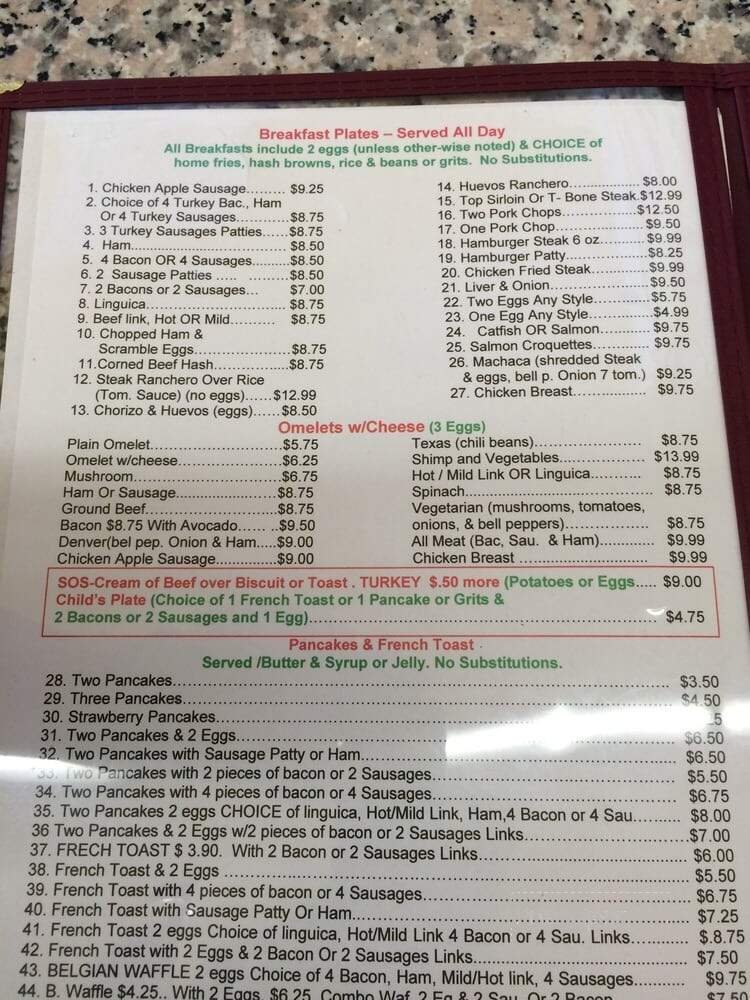 Breakfast Plates – Served All Day
All Breakfasts include 2 eggs (unless other-wise noted) & CHOICE of
home fries, hash browns, rice & beans or grits. No Substitutions.
1. Chicken Apple Sausage......... $9.25
2. Choice of 4 Turkey Bac., Ham
Or 4 Turkey Sausages............$8.75
3. 3 Turkey Sausages Patties......$8.75
4. Ham.....................................$8.50
5. 4 Bacon OR 4 Sausages.........$8.50
6. 2 Sausage Patties ..... .........$8.50
7. 2 Bacons or 2 Sausages... $7.00
8. Linguica.................................$8.75
9. Beef link, Hot OR Mild.......... $8.75
10. Chopped Ham &
Scramble Eggs.......................$8.75
11.Corned Beef Hash..................$8.75
12. Steak Ranchero Over Rice
(Tom. Sauce) (no eggs)......$12.99
13. Chorizo & Huevos (eggs)......$8.50
14. Huevos Ranchero................. $8.00
15. Top Sirloin Or T- Bone Steak.$12.99
16. Two Pork Chops..................$12.50
17. One Pork Chop..................... $9.50
18. Hamburger Steak 6 oz...........$9.99
19. Hamburger Patty....................$8.25
20. Chicken Fried Steak..............$9.99
21. Liver & Onion.........................$9.50
22. Two Eggs Any Style..............$5.75
23. One Egg Any Style................$4.99
24. Catfish OR Salmon.............$9.75
25. Salmon Croquettes............... $9.75
26. Machaca (shredded Steak
& eggs, bell p. Onion 7 tom.) $9.25
27. Chicken Breast.................. $9.75
Omelets w/Cheese (3 Eggs)
Plain Omelet................................$5.75
Omelet w/cheese.........................$6.25
Mushroom....................................$6.75
Ham Or Sausage.........................$8.75
Ground Beef................................$8.75
Bacon $8.75 With Avocado...... ..$9.50
Denver(bel pep. Onion & Ham.....$9.00
Chicken Apple Sausage...............$9.00
Texas (chili beans)......................... $8.75
Shimp and Vegetables....................$13.99
Hot / Mild Link OR Linguica........... $8.75
Spinach........................................... $8.75
Vegetarian (mushrooms, tomatoes,
onions, & bell peppers)................... $8.75
All Meat (Bac, Sau. & Ham)............. $9.99
Chicken Breast ............................... $9.99
SOS-Cream of Beef over Biscuit or Toast . TURKEY $.50 more (Potatoes or Eggs..... $9.00
Child's Plate (Choice of 1 French Toast or 1 Pancake or Grits &
2 Bacons or 2 Sausages and 1 Egg)............................................................ $4.75
Pancakes & French Toast
Served /Butter & Syrup or Jelly. No Substitutions.
28. Two Pancakes.................................................................................. $3.50
29. Three Pancakes............................................................................... $4.50
30. Strawberry Pancakes........................................................................ 5
31. Two Pancakes & 2 Eggs................................................................... $6.50
32. Two Pancakes with Sausage Patty or Ham....................................... $6.50
33. Two Pancakes with 2 pieces of bacon or 2 Sausages....................... $5.50
34. Two Pancakes with 4 pieces of bacon or 4 Sausages....................... $6.75
35. Two Pancakes 2 eggs CHOICE of linguica, Hot/Mild Link, Ham,4 Bacon or 4 Sau.......... $8.00
36 Two Pancakes & 2 Eggs w/2 pieces of bacon or 2 Sausages Links..................$7.00
37. FRECH TOAST $ 3.90. With 2 Bacon or 2 Sausages Links......................... $6.00
38. French Toast & 2 Eggs ................................................................... $5.50
39. French Toast with 4 pieces of bacon or 4 Sausages........................... $6.75
40. French Toast with Sausage Patty Or Ham......................................... $7.25
41. French Toast 2 eggs Choice of linguica, Hot/Mild Link 4 Bacon or 4 Sau. Links............ $.8.75
42. French Toast with 2 Eggs & 2 Bacon Or 2 Sausages Links........................ $7.50
43. BELGIAN WAFFLE 2 eggs Choice of 4 Bacon, Ham, Mild/Hot link, 4 Sausages............ $9.75
44. B. Waffle $4.25.. With 2 Eggs. $6.25 Combo Waf. 2 Eg & 2 Sau. Or 2 Bacon $7.50